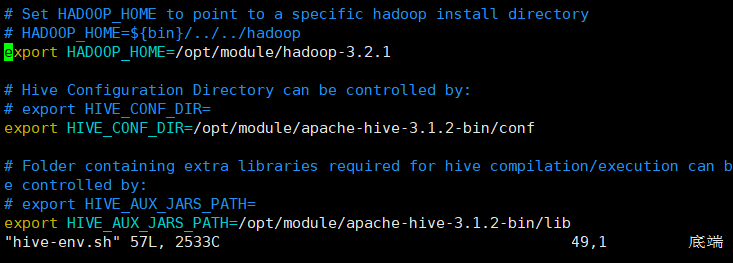 # Set HADOOP_HOME to point to a specific hadoop install directory
# HADOOP_HOME=${bin}/../../hadoop
export HADOOP_HOME=/opt/module/hadoop-3.2.1
# Hive Configuration Directory can be controlled by:
# export HIVE_CONF_DIR=
export HIVE_CONF_DIR=/opt/module/apache-hive-3.1.2-bin/conf
# Folder containing extra libraries required for hive compilation/execution can b
e controlled by:
# export HIVE_AUX_JARS_PATH=
export HIVE_AUX_JARS_PATH=/opt/module/apache-hive-3.1.2-bin/lib
"hive-env.sh" 57L, 2533C 49,1 底端